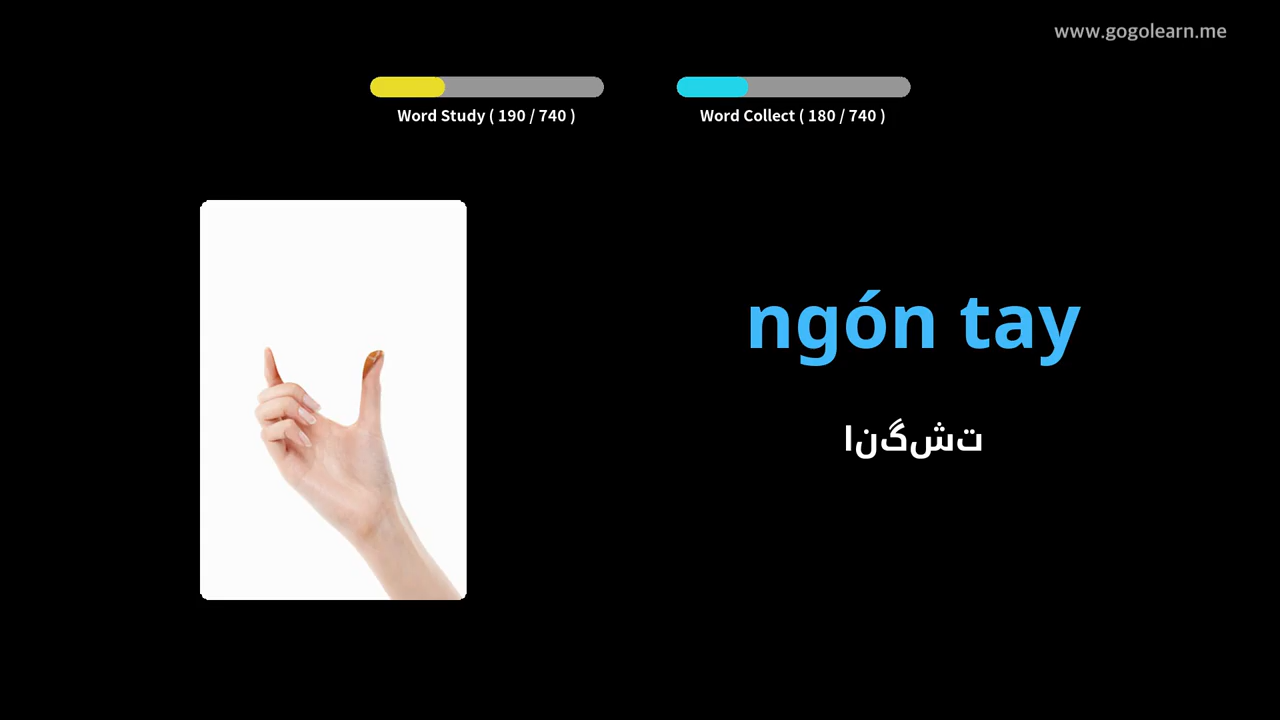 www.gogolearn.me
Word Study ( 190 / 740 )
Word Collect ( 180 / 740 )
ngón tay
انگشت